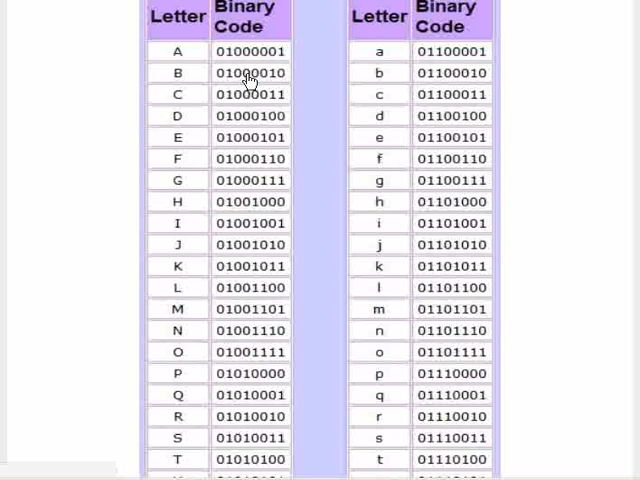 Letter Binary Code Letter Binary Code
A 01000001 a 01100001
B 01000010 b 01100010
C 01000011 c 01100011
D 01000100 d 01100100
E 01000101 e 01100101
F 01000110 f 01100110
G 01000111 g 01100111
H 01001000 h 01101000
I 01001001 i 01101001
J 01001010 j 01101010
K 01001011 k 01101011
L 01001100 l 01101100
M 01001101 m 01101101
N 01001110 n 01101110
O 01001111 o 01101111
P 01010000 p 01110000
Q 01010001 q 01110001
R 01010010 r 01110010
S 01010011 s 01110011
T 01010100 t 01110100